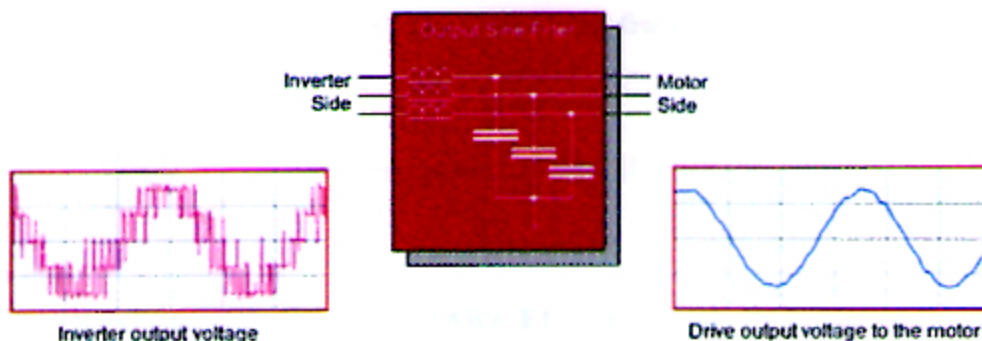 Output Sine Filter
Inverter
Side
Motor
Side
Inverter output voltage
Drive output voltage to the motor